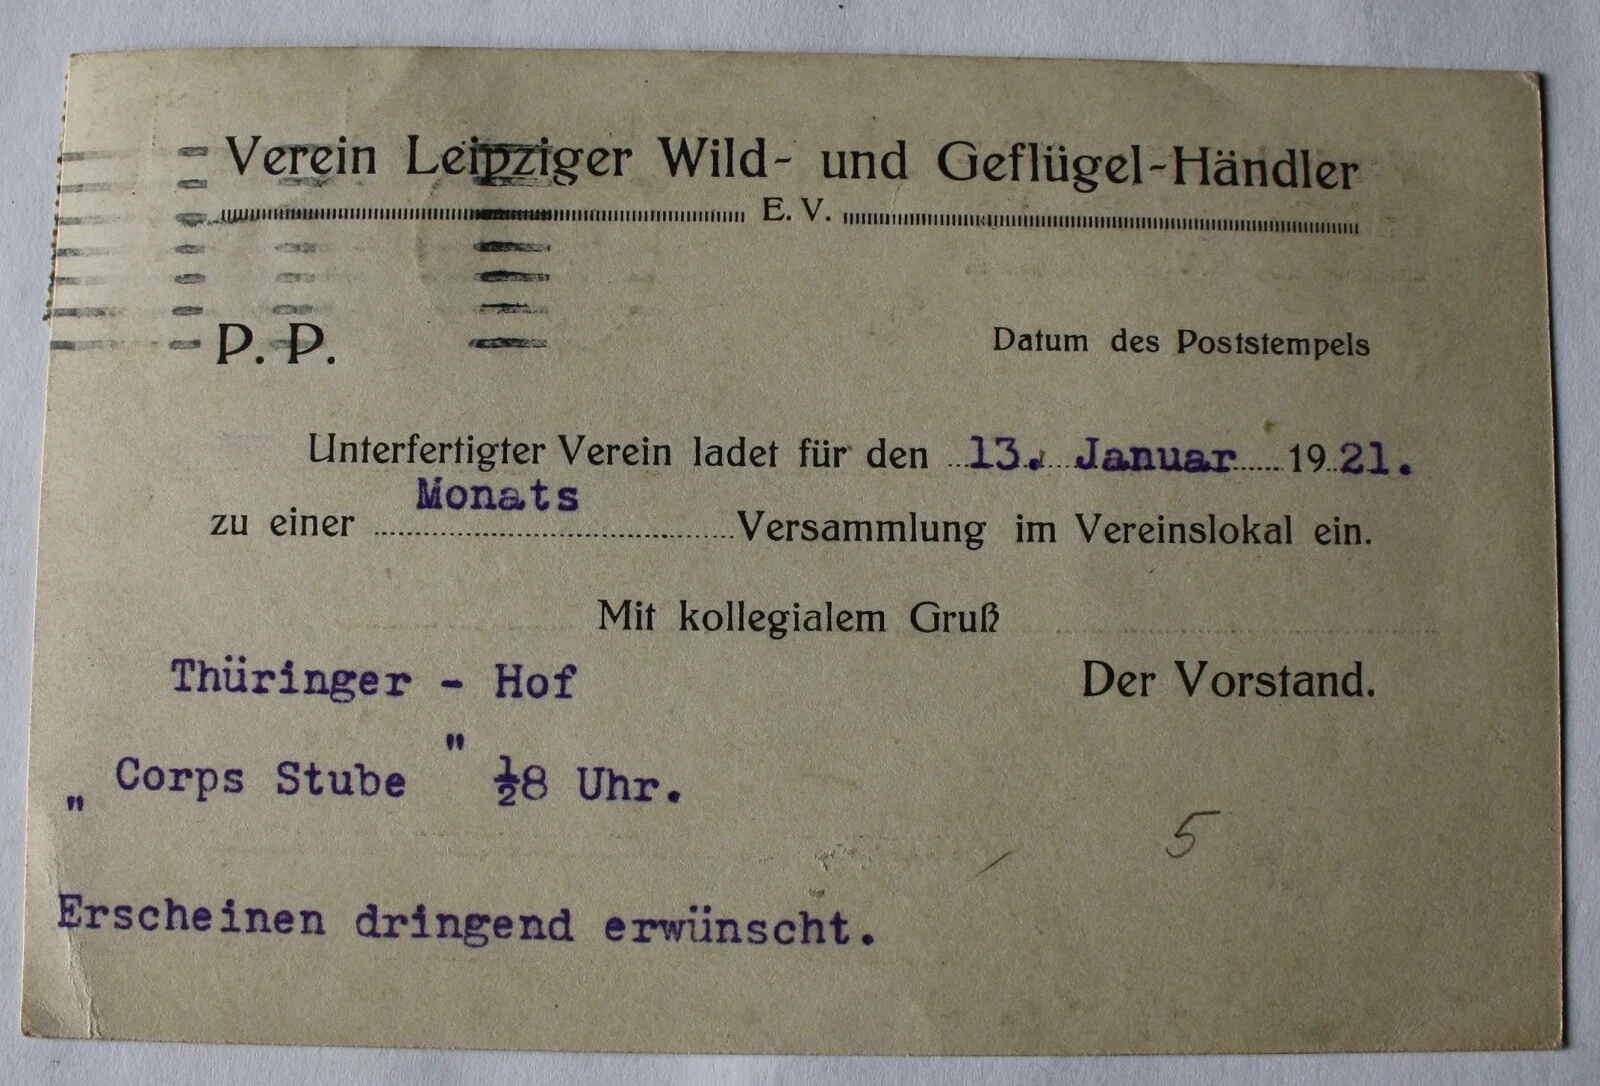 Verein Leipziger Wild- und Geflügel-Händler
E. V.
P. P.
Datum des Poststempels
Unterfertigter Verein ladet für den 13. Januar 1921.
zu einer Monats Versammlung im Vereinslokal ein.
Mit kollegialem Gruß
Thüringer - Hof
Der Vorstand.
„ Corps Stube " ½8 Uhr.
5
Erscheinen dringend erwünscht.